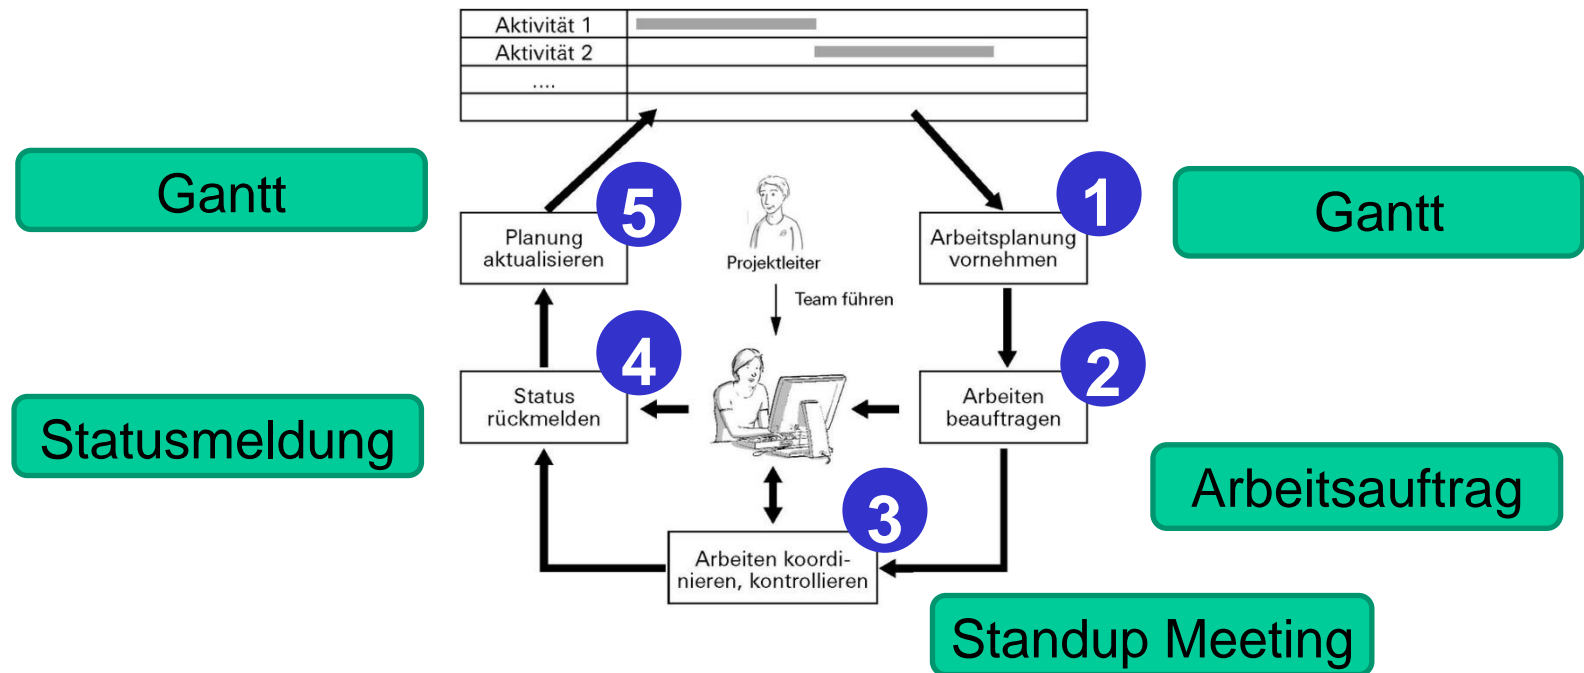 Aktivität 1
Aktivität 2
....
Gantt
5
1
Gantt
Planung
aktualisieren
Projektleiter
Arbeitsplanung
vornehmen
Team führen
4
2
Status
rückmelden
Arbeiten
beauftragen
Statusmeldung
Arbeitsauftrag
3
Arbeiten koordi-
nieren, kontrollieren
Standup Meeting